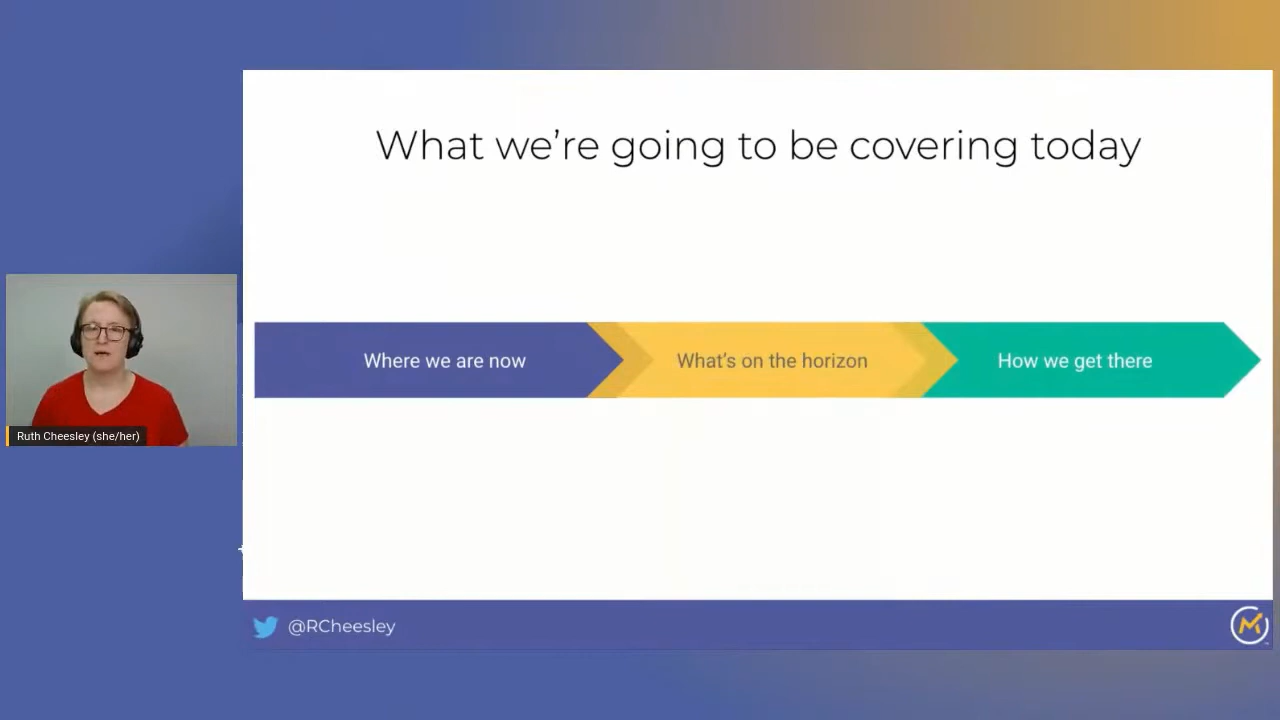 What we’re going to be covering today
Where we are now
What’s on the horizon
How we get there
Ruth Cheesley (she/her)
@RCheesley